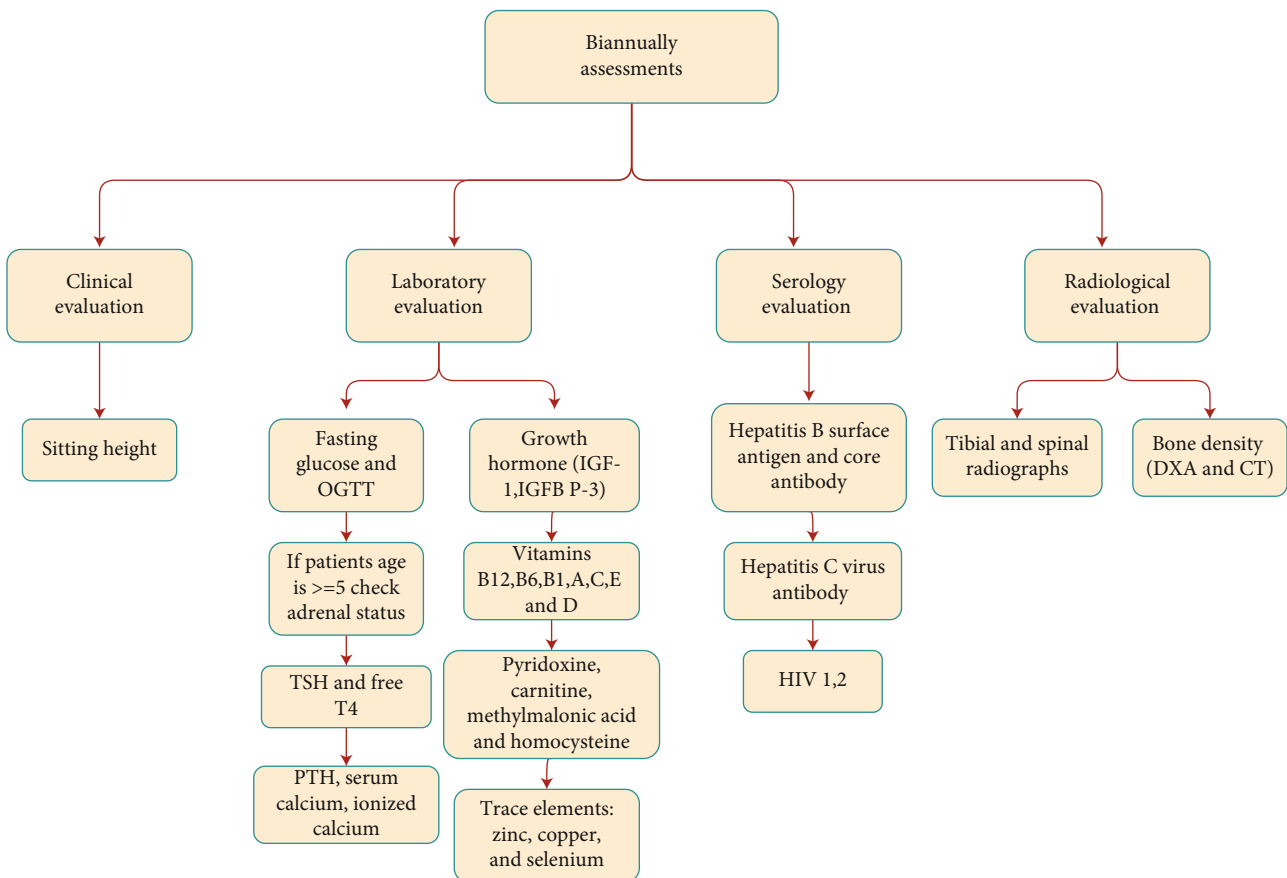 Biannually
assessments
Clinical
evaluation
Laboratory
evaluation
Serology
evaluation
Radiological
evaluation
Sitting height
Fasting
glucose and
OGTT
Growth
hormone (IGF-
1,IGFB P-3)
Hepatitis B surface
antigen and core
antibody
Tibial and spinal
radiographs
Bone density
(DXA and CT)
If patients age
is >=5 check
adrenal status
Vitamins
B12,B6,B1,A,C,E
and D
Hepatitis C virus
antibody
TSH and free
T4
Pyridoxine,
carnitine,
methylmalonic acid
and homocysteine
HIV 1,2
PTH, serum
calcium, ionized
calcium
Trace elements:
zinc, copper,
and selenium